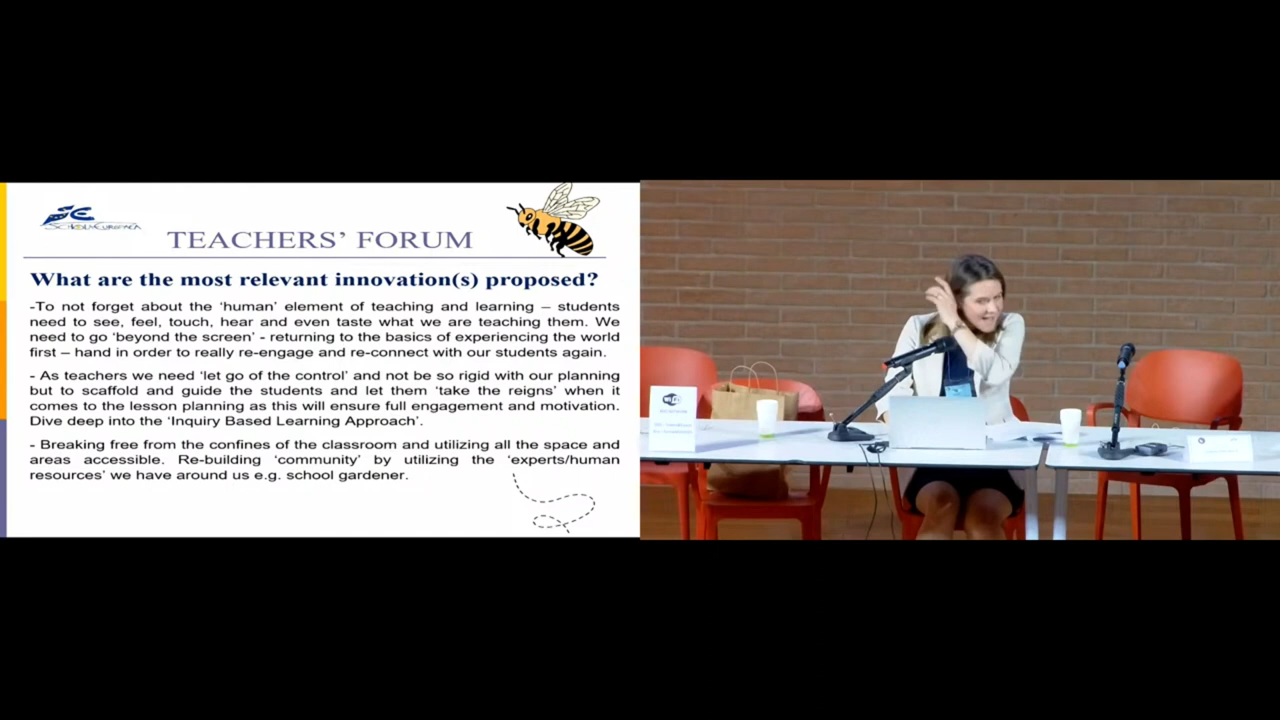 TEACHERS' FORUM
What are the most relevant innovation(s) proposed?
-To not forget about the 'human' element of teaching and learning – students
need to see, feel, touch, hear and even taste what we are teaching them. We
need to go 'beyond the screen' - returning to the basics of experiencing the world
first – hand in order to really re-engage and re-connect with our students again.
- As teachers we need 'let go of the control' and not be so rigid with our planning
but to scaffold and guide the students and let them 'take the reigns' when it
comes to the lesson planning as this will ensure full engagement and motivation.
Dive deep into the 'Inquiry Based Learning Approach'.
- Breaking free from the confines of the classroom and utilizing all the space and
areas accessible. Re-building 'community' by utilizing the 'experts/human
resources' we have around us e.g. school gardener.
WiFi